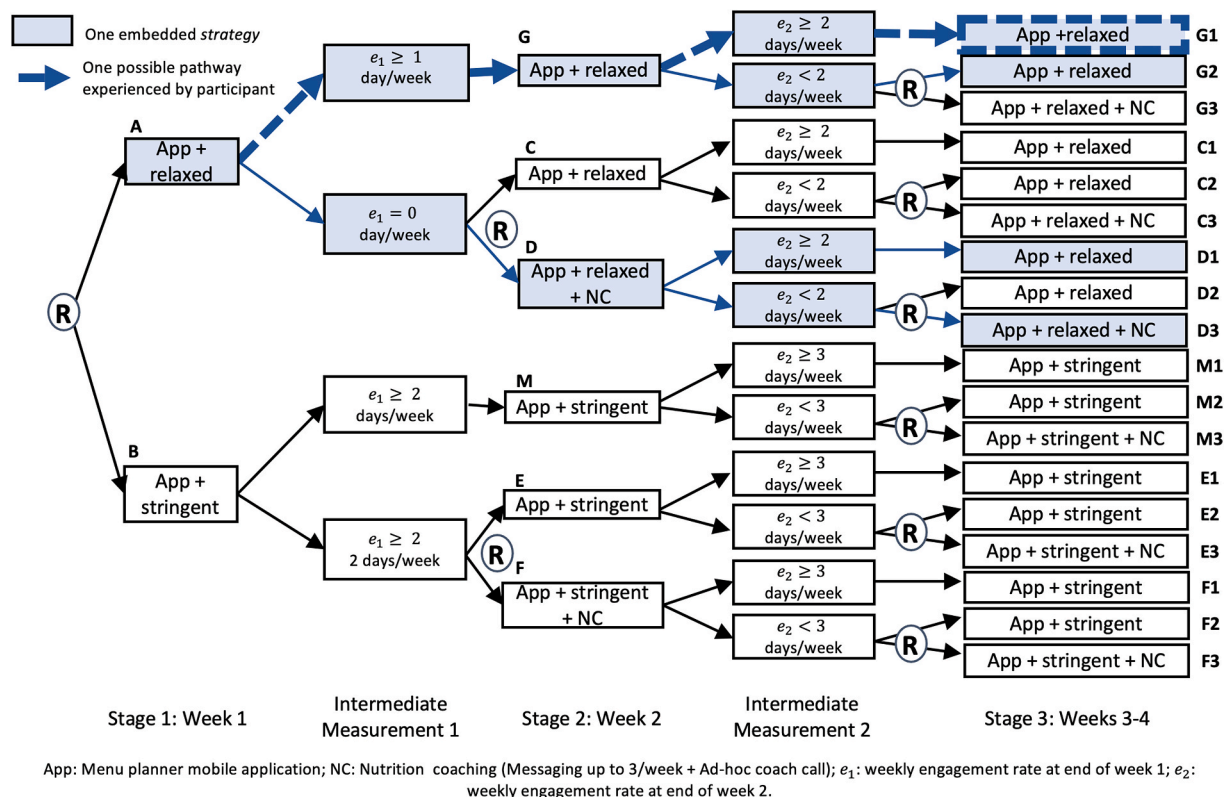 One embedded strategy
One possible pathway
experienced by participant
R
A
App +
relaxed
B
App +
stringent
e₁ ≥ 1
day/week
e₁ = 0
day/week
R
e₁ ≥ 2
days/week
e₁ ≥ 2
2 days/week
R
G
App + relaxed
C
App + relaxed
D
App + relaxed
+ NC
M
App + stringent
E
App + stringent
F
App + stringent
+ NC
e₂ ≥ 2
days/week
e₂ < 2
days/week
R
e₂ ≥ 2
days/week
e₂ < 2
days/week
R
e₂ ≥ 2
days/week
e₂ < 2
days/week
R
e₂ ≥ 3
days/week
e₂ < 3
days/week
R
e₂ ≥ 3
days/week
e₂ < 3
days/week
R
e₂ ≥ 3
days/week
e₂ < 3
days/week
R
App +relaxed G1
App + relaxed G2
App + relaxed + NC G3
App + relaxed C1
App + relaxed C2
App + relaxed + NC C3
App + relaxed D1
App + relaxed D2
App + relaxed + NC D3
App + stringent M1
App + stringent M2
App + stringent + NC M3
App + stringent E1
App + stringent E2
App + stringent + NC E3
App + stringent F1
App + stringent F2
App + stringent + NC F3
Stage 1: Week 1
Intermediate
Measurement 1
Stage 2: Week 2
Intermediate
Measurement 2
Stage 3: Weeks 3-4
App: Menu planner mobile application; NC: Nutrition coaching (Messaging up to 3/week + Ad-hoc coach call); e₁: weekly engagement rate at end of week 1; e₂:
weekly engagement rate at end of week 2.